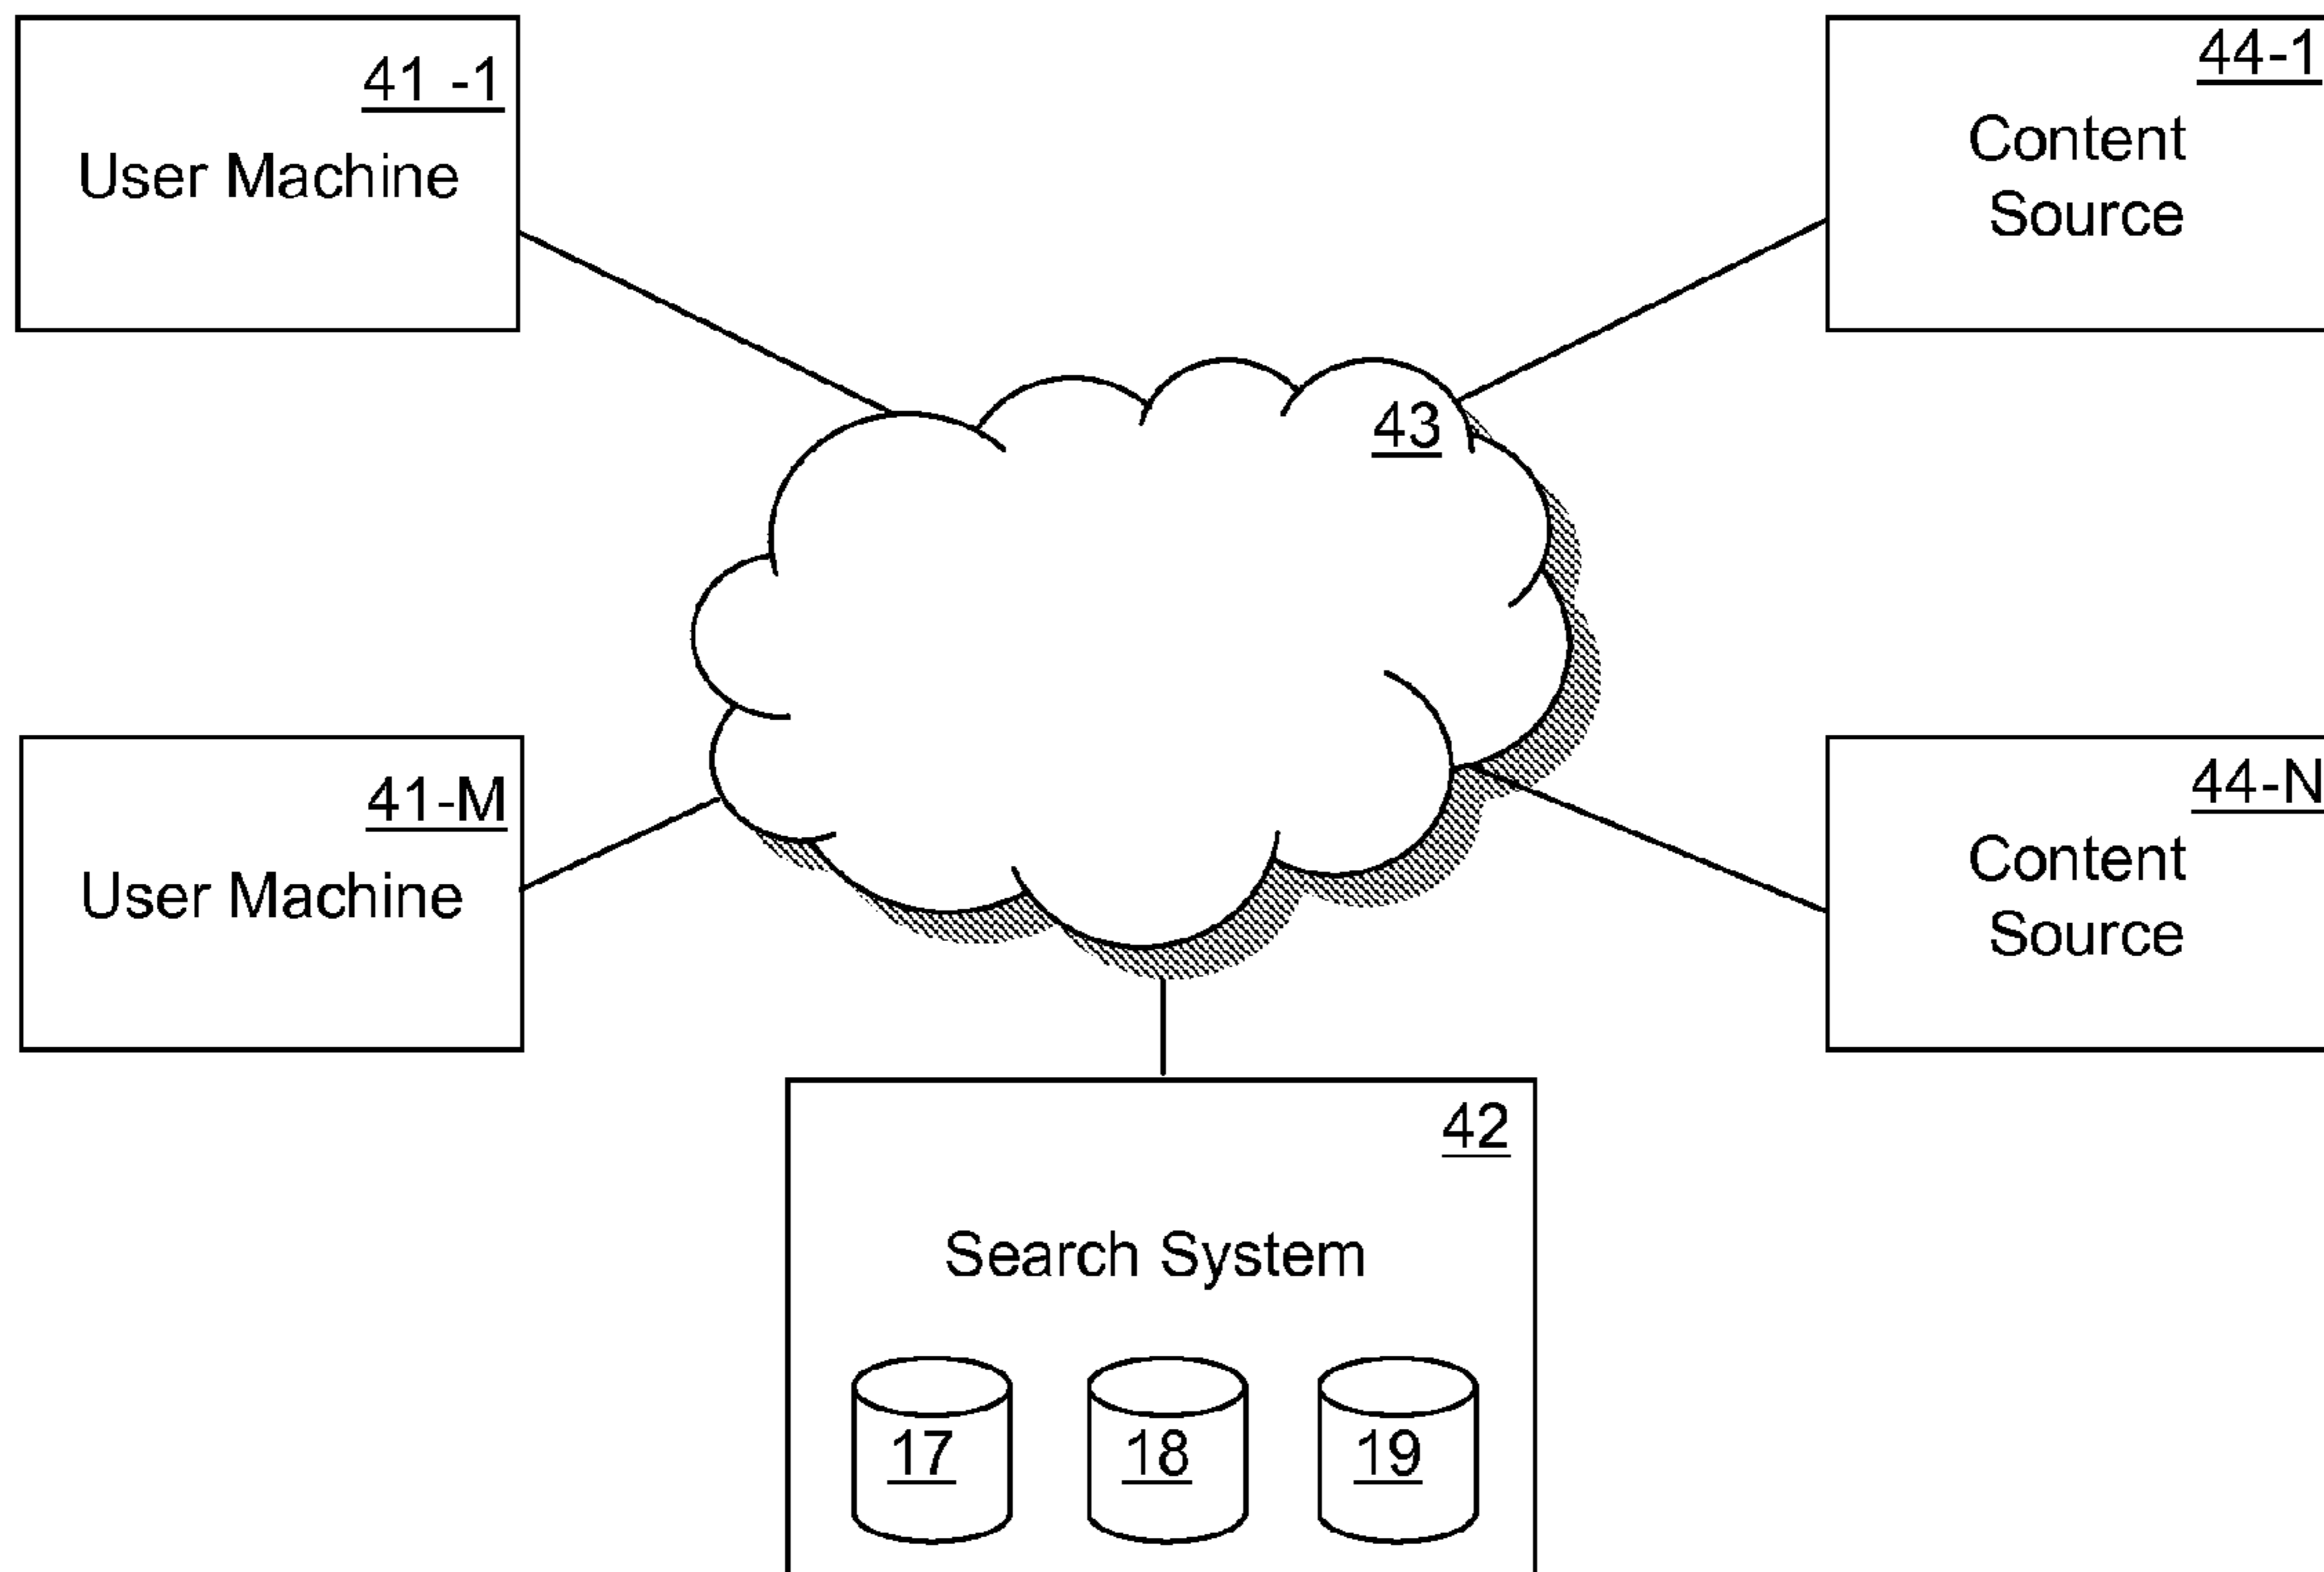 41 -1
User Machine
44-1
Content
Source
43
41-M
User Machine
44-N
Content
Source
42
Search System
17
18
19